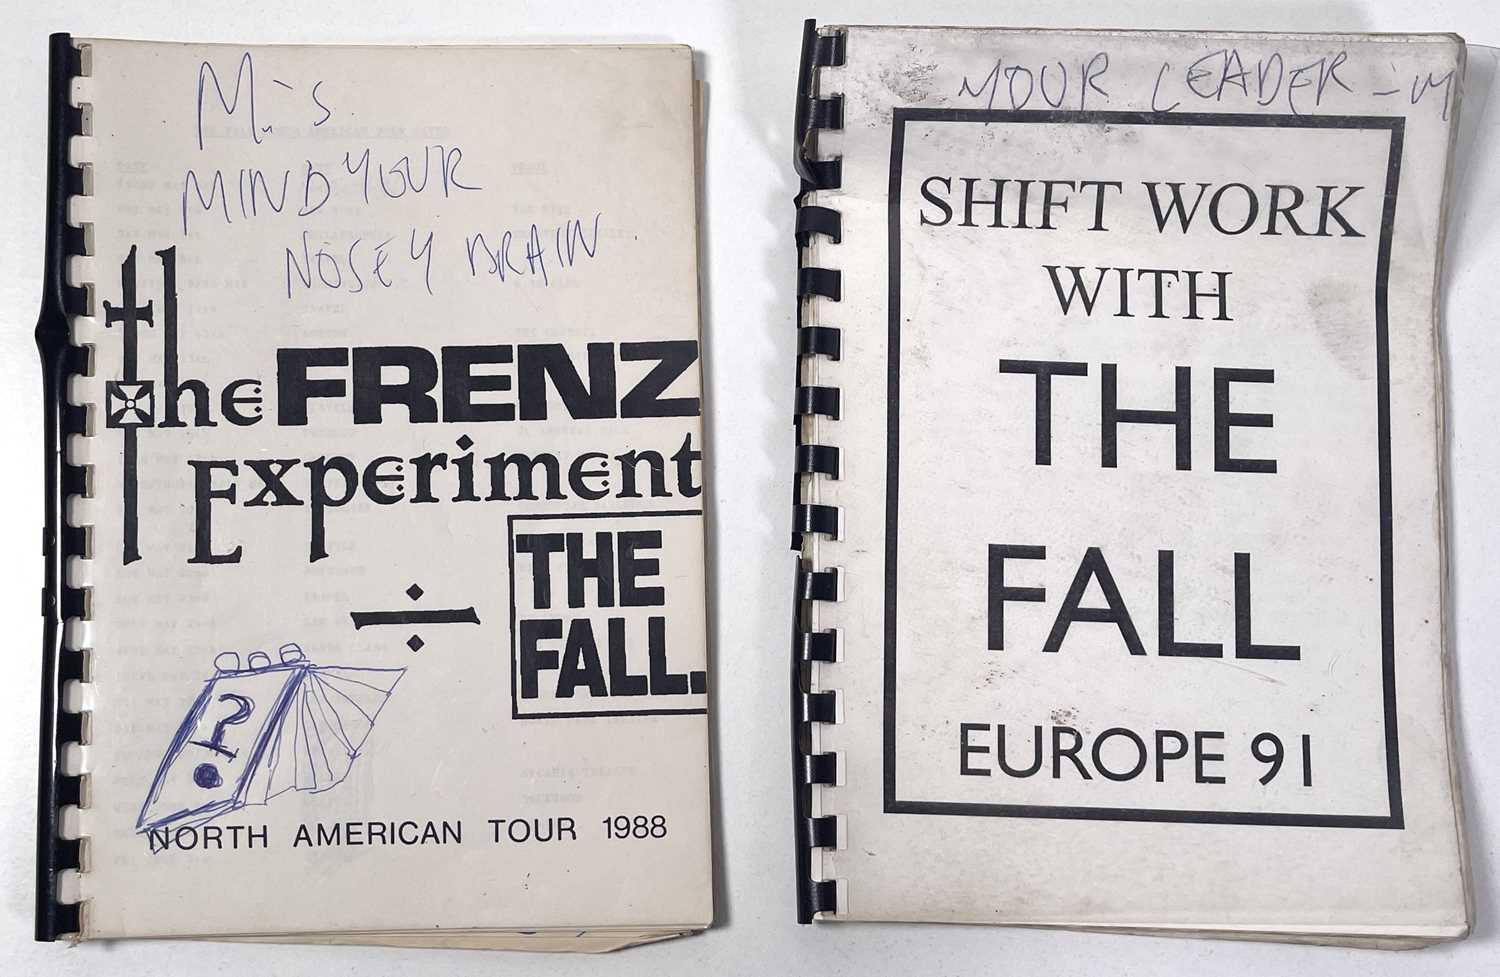 M's
MIND YOUR
NOSEY BRAIN.
the FRENZ
Experiment
THE
FALL.
?
NORTH AMERICAN TOUR 1988
YOUR LEADER - M
SHIFT WORK
WITH
THE
FALL
EUROPE 91